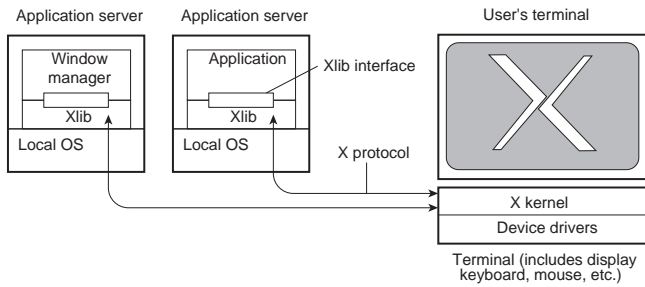 Application server
Application server
User's terminal
Window
manager
Application
Xlib interface
Xlib
Xlib
Local OS
Local OS
X protocol
X kernel
Device drivers
Terminal (includes display
keyboard, mouse, etc.)